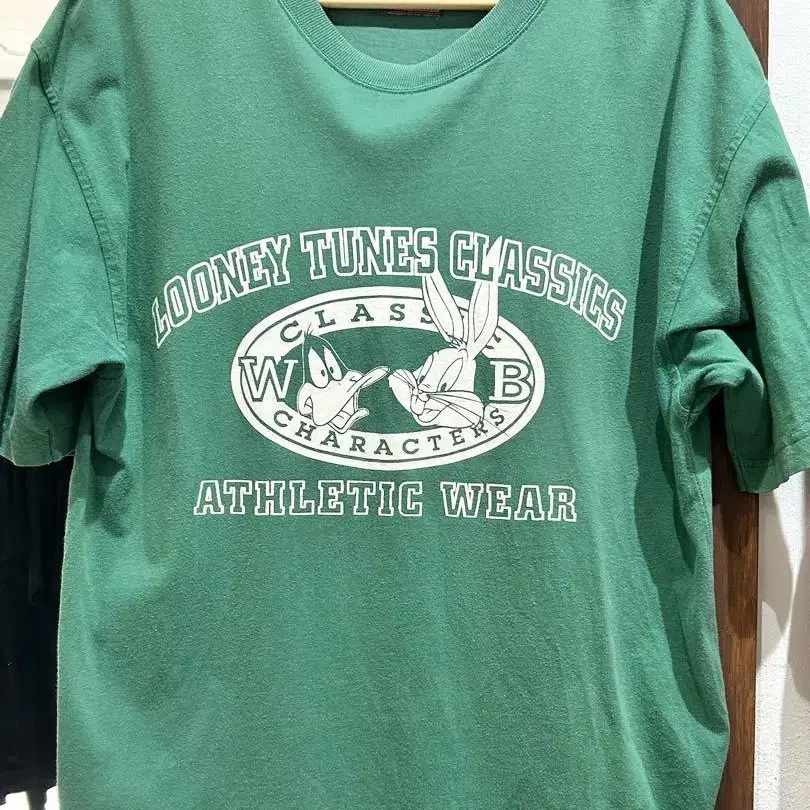 LOONEY TUNES CLASSICS
CLASSIC
W B
CHARACTERS
ATHLETIC WEAR